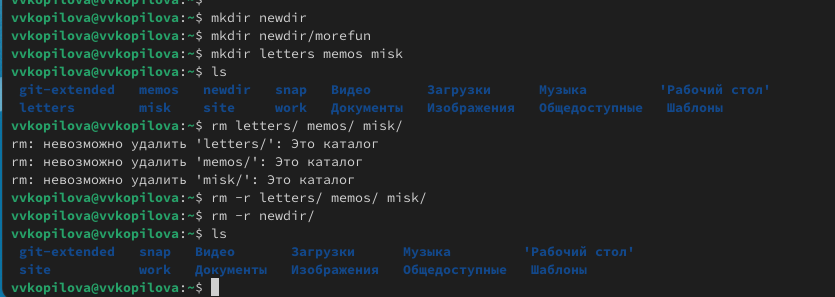 vvkopilova@vvkopilova:~$ mkdir newdir
vvkopilova@vvkopilova:~$ mkdir newdir/morefun
vvkopilova@vvkopilova:~$ mkdir letters memos misk
vvkopilova@vvkopilova:~$ ls
git-extended memos newdir snap Видео Загрузки Музыка 'Рабочий стол'
letters misk site work Документы Изображения Общедоступные Шаблоны
vvkopilova@vvkopilova:~$ rm letters/ memos/ misk/
rm: невозможно удалить 'letters/': Это каталог
rm: невозможно удалить 'memos/': Это каталог
rm: невозможно удалить 'misk/': Это каталог
vvkopilova@vvkopilova:~$ rm -r letters/ memos/ misk/
vvkopilova@vvkopilova:~$ rm -r newdir/
vvkopilova@vvkopilova:~$ ls
git-extended snap Видео Загрузки Музыка 'Рабочий стол'
site work Документы Изображения Общедоступные Шаблоны
vvkopilova@vvkopilova:~$